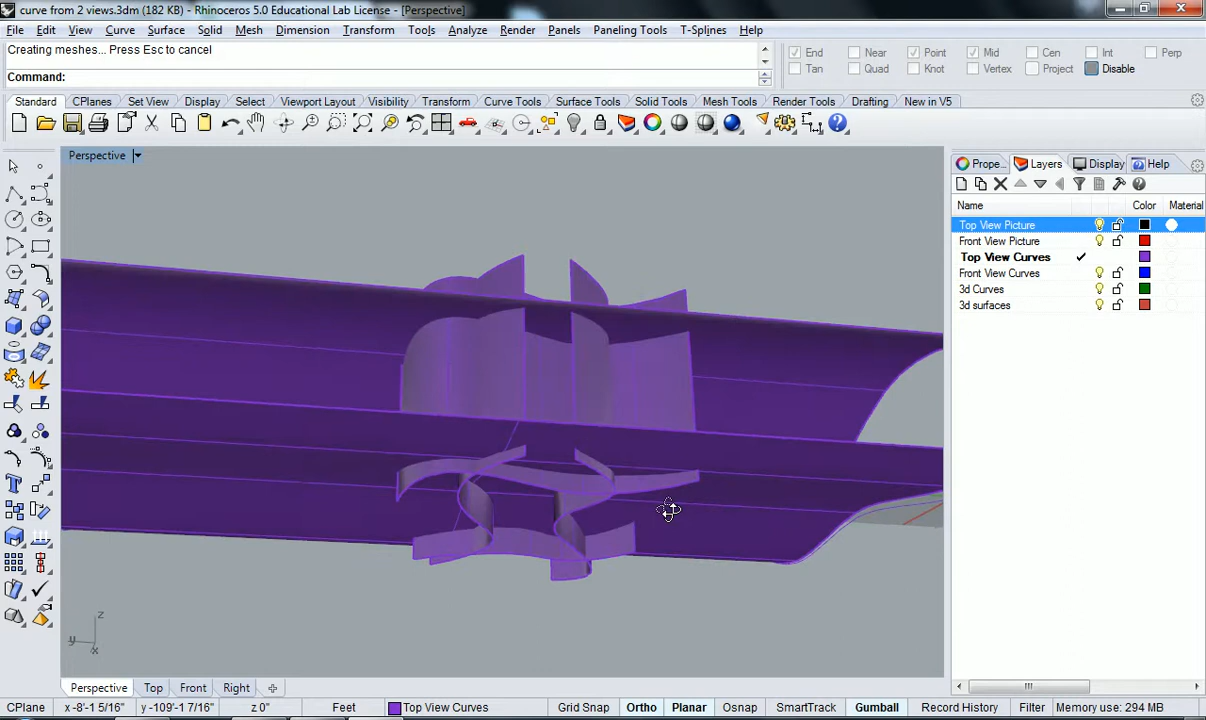 curve from 2 views.3dm (182 KB) - Rhinoceros 5.0 Educational Lab License - [Perspective]
File Edit View Curve Surface Solid Mesh Dimension Transform Tools Analyze Render Panels Paneling Tools T-Splines Help
Creating meshes... Press Esc to cancel
Command:
End Near Point Mid Cen Int Perp
Tan Quad Knot Vertex Project Disable
Standard CPlanes Set View Display Select Viewport Layout Visibility Transform Curve Tools Surface Tools Solid Tools Mesh Tools Render Tools Drafting New in V5
Perspective
Prope... Layers Display Help
Name Color Material
Top View Picture
Front View Picture
Top View Curves
Front View Curves
3d Curves
3d surfaces
z
y
x
Perspective Top Front Right
CPlane x -8'-1 5/16" y -109'-1 7/16" z 0" Feet Top View Curves Grid Snap Ortho Planar Osnap SmartTrack Gumball Record History Filter Memory use: 294 MB